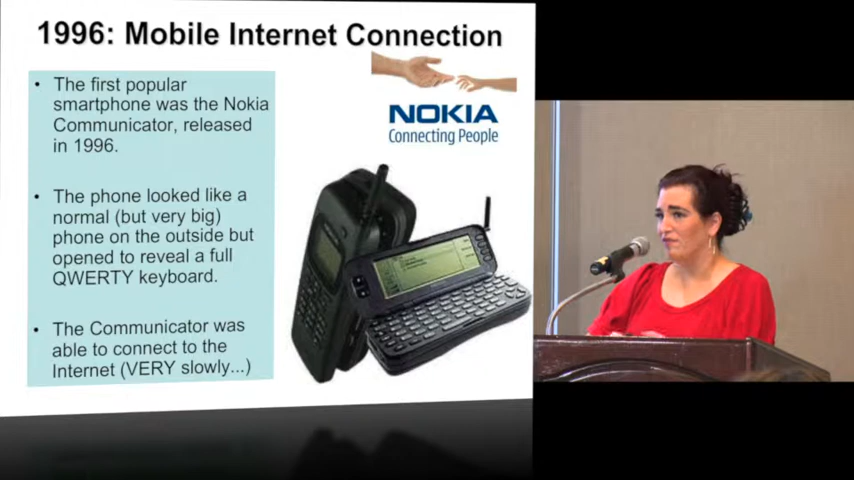 1996: Mobile Internet Connection
• The first popular
smartphone was the Nokia
Communicator, released
in 1996.
• The phone looked like a
normal (but very big)
phone on the outside but
opened to reveal a full
QWERTY keyboard.
• The Communicator was
able to connect to the
Internet (VERY slowly...)
NOKIA
Connecting People